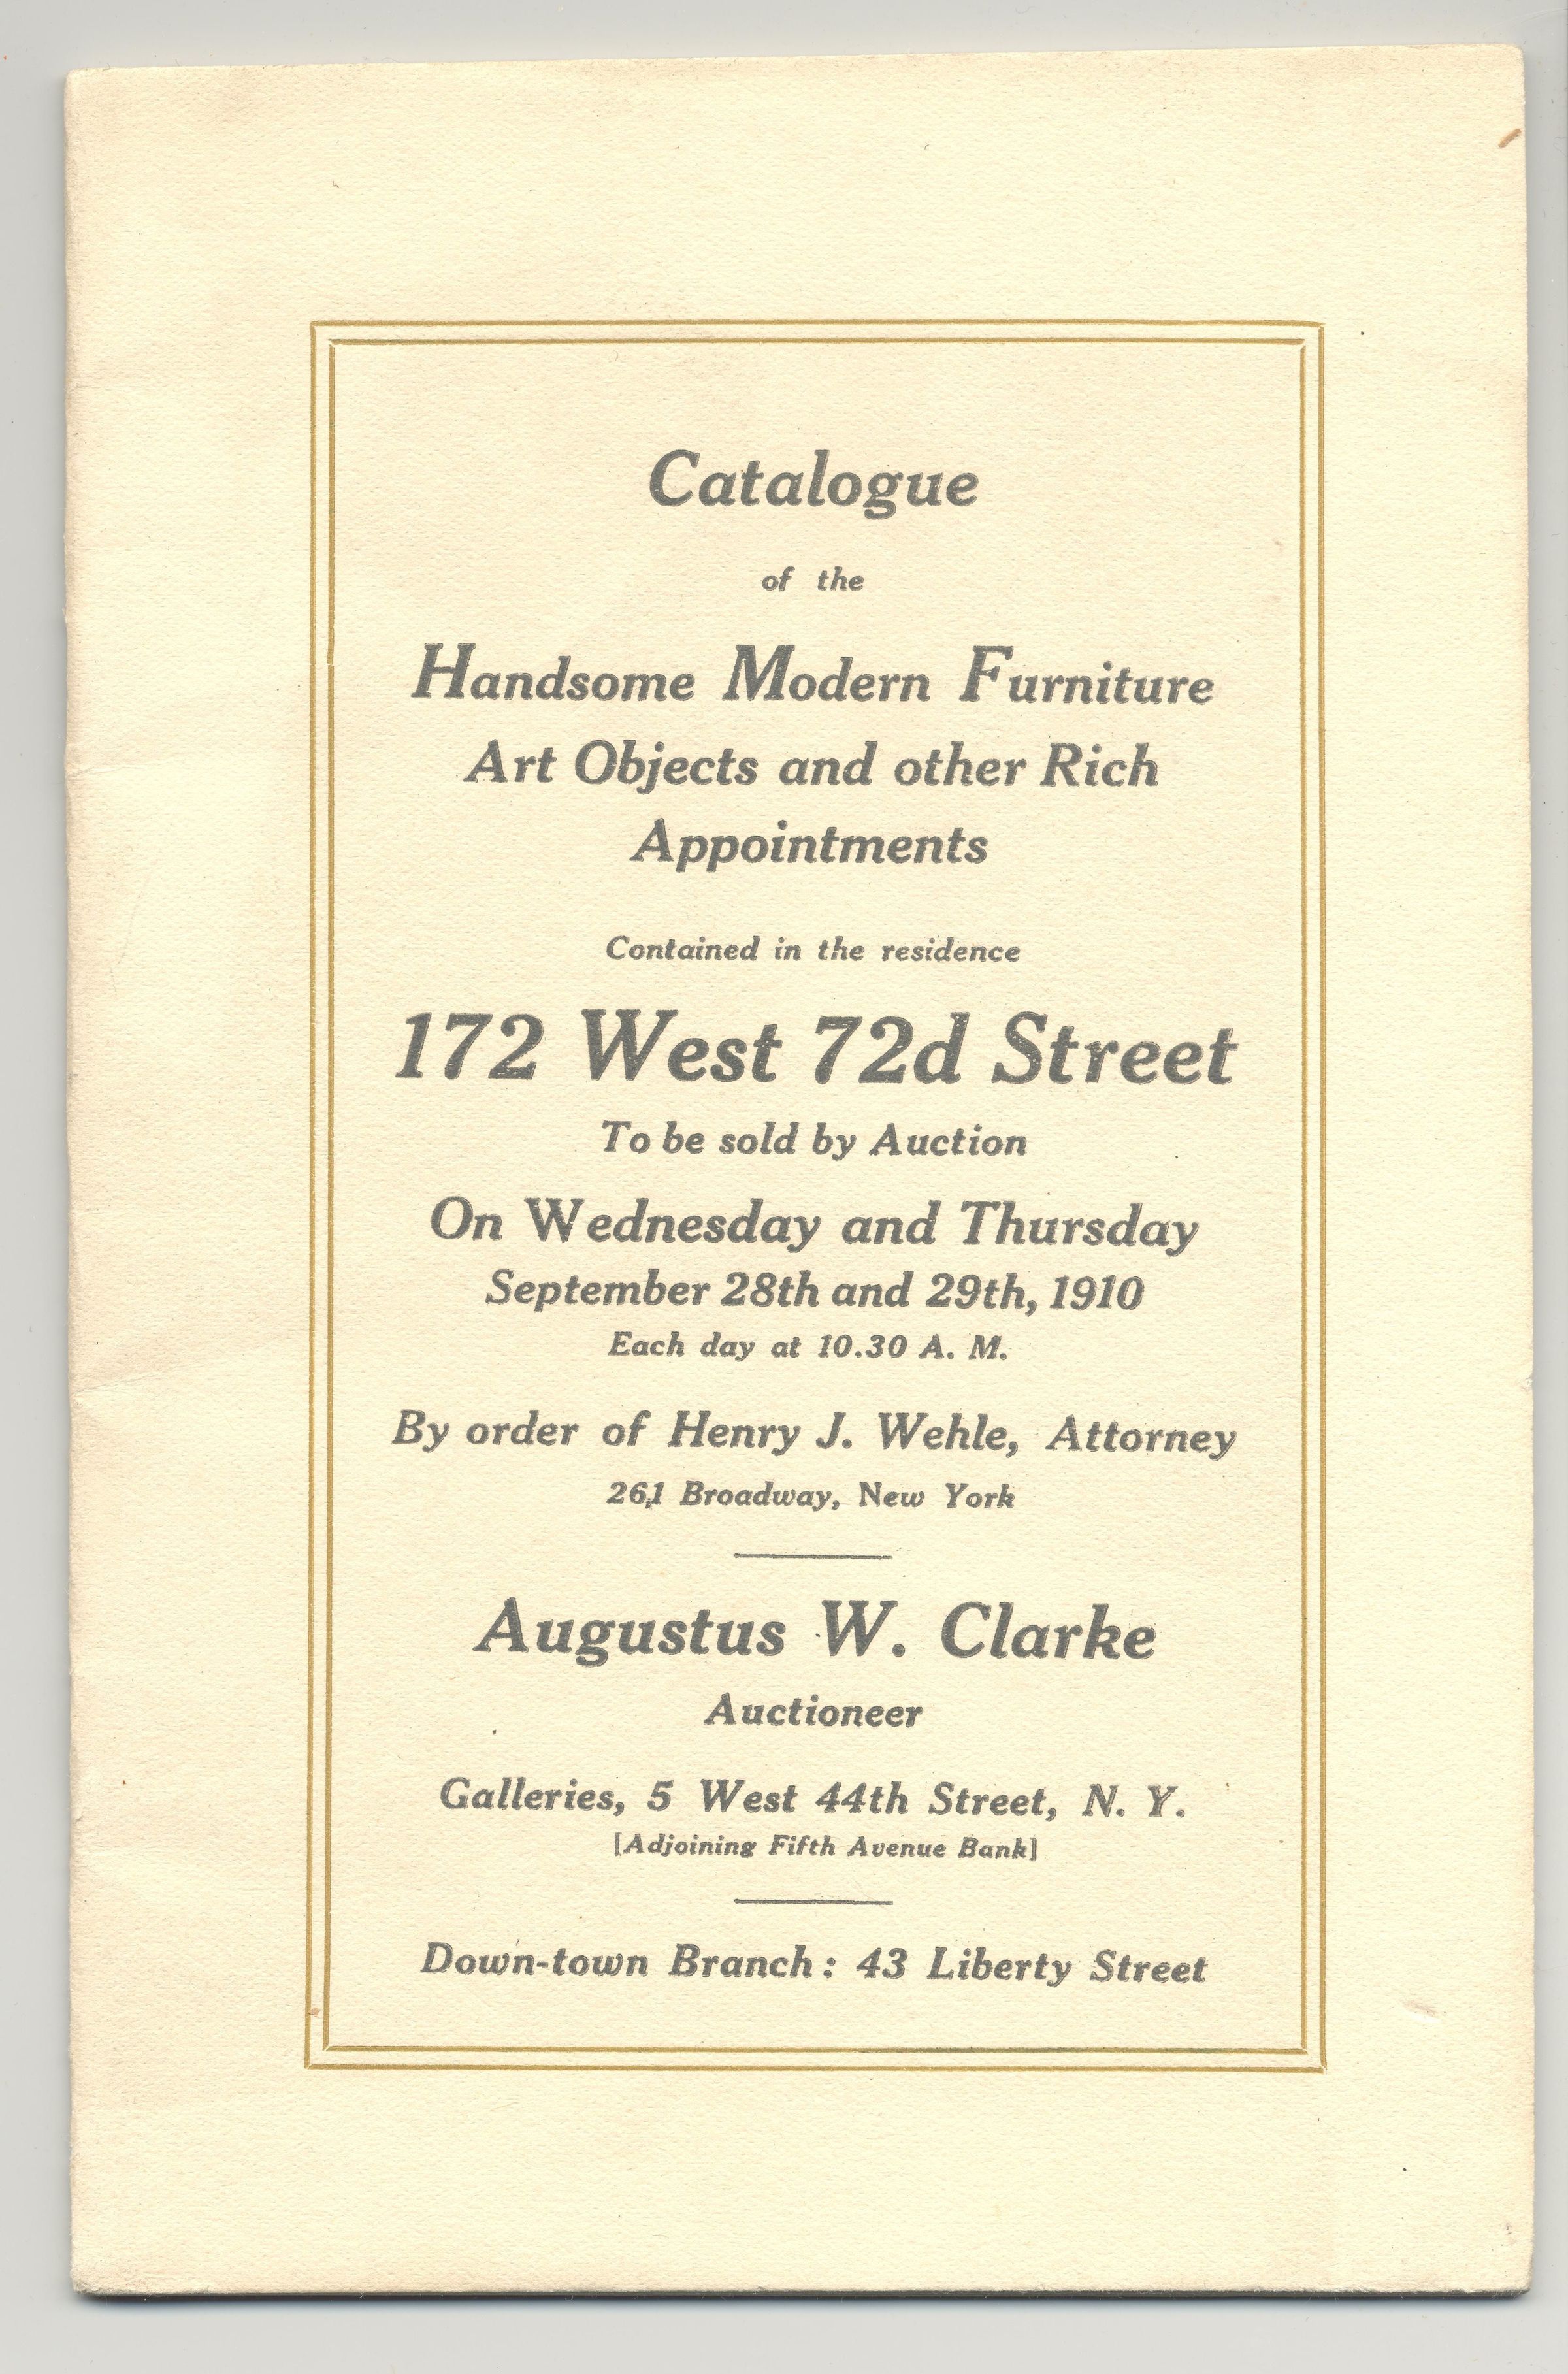 Catalogue
of the
Handsome Modern Furniture
Art Objects and other Rich
Appointments
Contained in the residence
172 West 72d Street
To be sold by Auction
On Wednesday and Thursday
September 28th and 29th, 1910
Each day at 10.30 A. M.
By order of Henry J. Wehle, Attorney
261 Broadway, New York
Augustus W. Clarke
Auctioneer
Galleries, 5 West 44th Street, N. Y.
[Adjoining Fifth Avenue Bank]
Down-town Branch: 43 Liberty Street